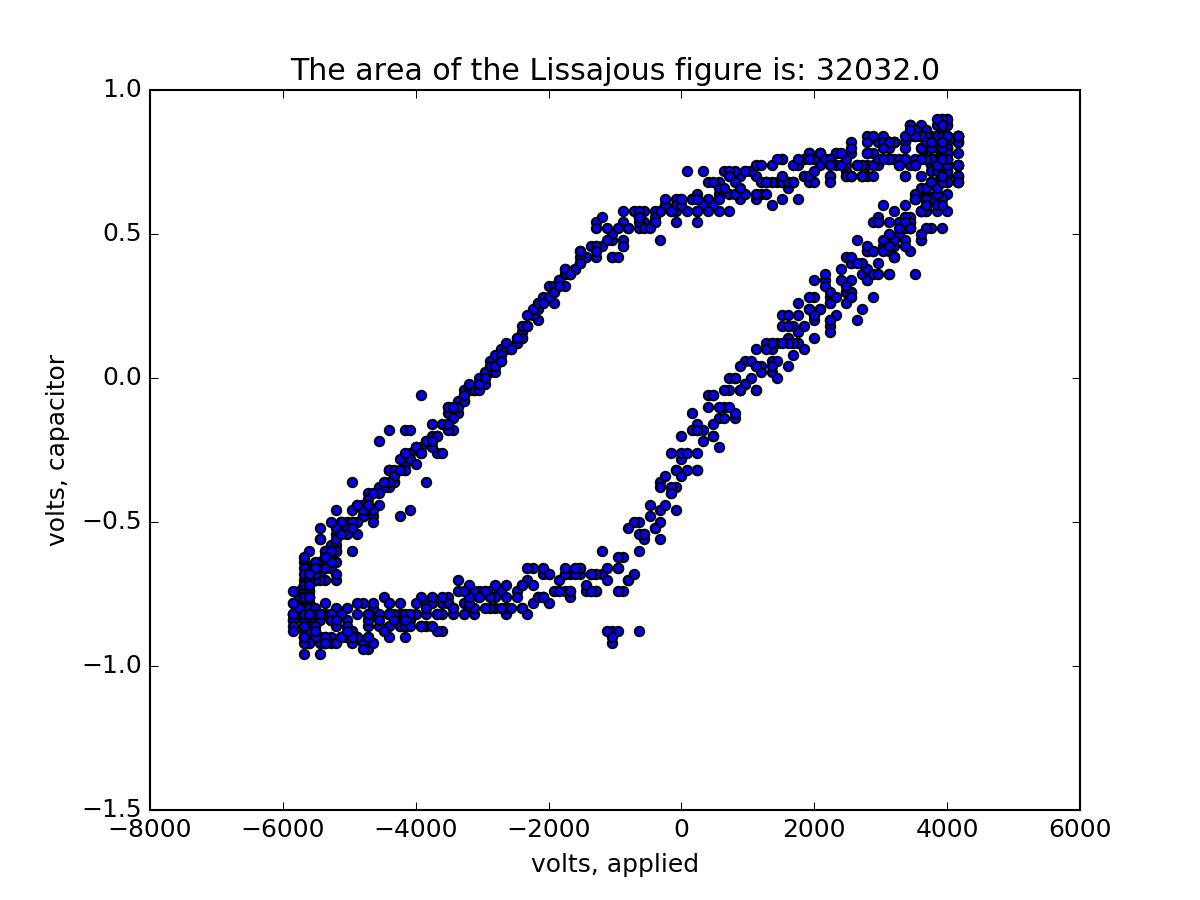 The area of the Lissajous figure is: 32032.0
1.0
0.5
0.0
−0.5
−1.0
−1.5
volts, capacitor
−8000 −6000 −4000 −2000 0 2000 4000 6000
volts, applied